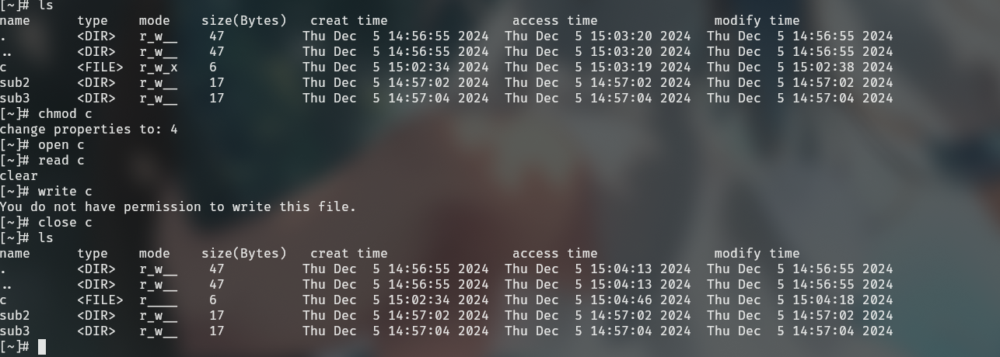 [~]# ls
name      type    mode    size(Bytes)   creat time                access time               modify time
.         <DIR>   r_w__    47          Thu Dec  5 14:56:55 2024  Thu Dec  5 15:03:20 2024  Thu Dec  5 14:56:55 2024
..        <DIR>   r_w__    47          Thu Dec  5 14:56:55 2024  Thu Dec  5 15:03:20 2024  Thu Dec  5 14:56:55 2024
c         <FILE>  r_w_x    6           Thu Dec  5 15:02:34 2024  Thu Dec  5 15:03:19 2024  Thu Dec  5 15:02:38 2024
sub2      <DIR>   r_w__    17          Thu Dec  5 14:57:02 2024  Thu Dec  5 14:57:02 2024  Thu Dec  5 14:57:02 2024
sub3      <DIR>   r_w__    17          Thu Dec  5 14:57:04 2024  Thu Dec  5 14:57:04 2024  Thu Dec  5 14:57:04 2024
[~]# chmod c
change properties to: 4
[~]# open c
[~]# read c
clear
[~]# write c
You do not have permission to write this file.
[~]# close c
[~]# ls
name      type    mode    size(Bytes)   creat time                access time               modify time
.         <DIR>   r_w__    47          Thu Dec  5 14:56:55 2024  Thu Dec  5 15:04:13 2024  Thu Dec  5 14:56:55 2024
..        <DIR>   r_w__    47          Thu Dec  5 14:56:55 2024  Thu Dec  5 15:04:13 2024  Thu Dec  5 14:56:55 2024
c         <FILE>  r____    6           Thu Dec  5 15:02:34 2024  Thu Dec  5 15:04:46 2024  Thu Dec  5 15:04:18 2024
sub2      <DIR>   r_w__    17          Thu Dec  5 14:57:02 2024  Thu Dec  5 14:57:02 2024  Thu Dec  5 14:57:02 2024
sub3      <DIR>   r_w__    17          Thu Dec  5 14:57:04 2024  Thu Dec  5 14:57:04 2024  Thu Dec  5 14:57:04 2024
[~]#